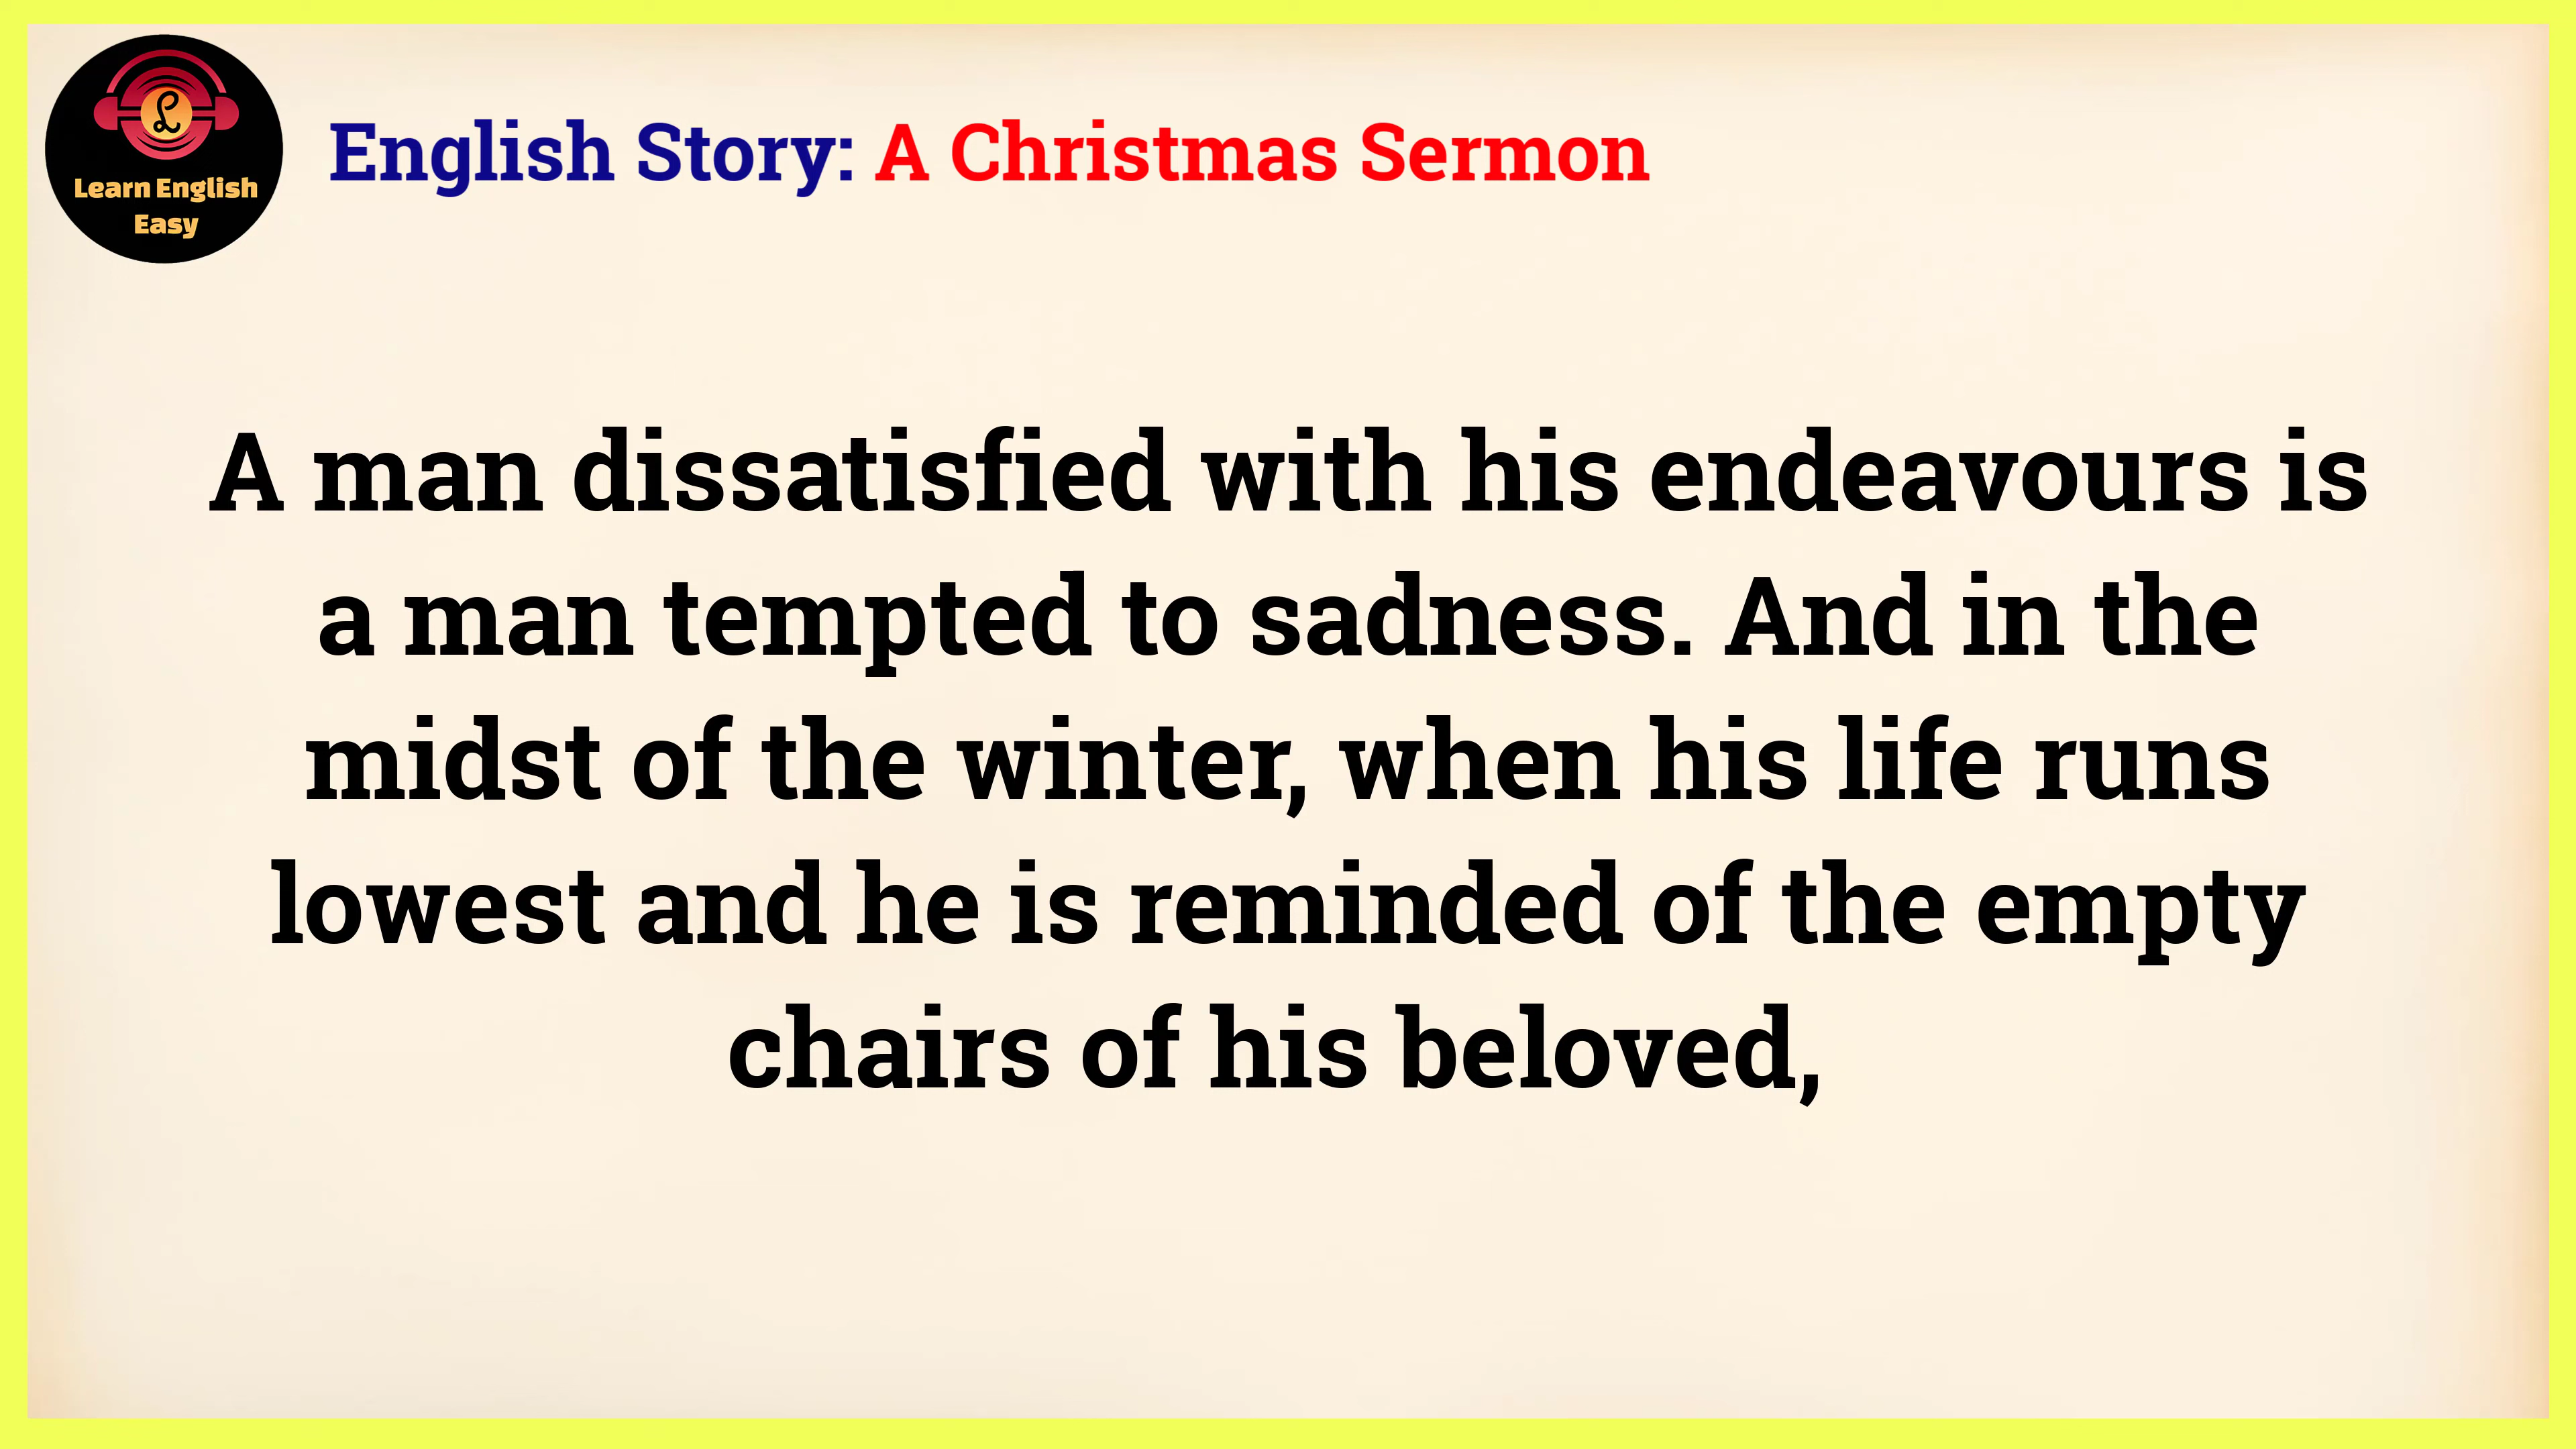 Learn English
Easy
English Story: A Christmas Sermon
A man dissatisfied with his endeavours is
a man tempted to sadness. And in the
midst of the winter, when his life runs
lowest and he is reminded of the empty
chairs of his beloved,